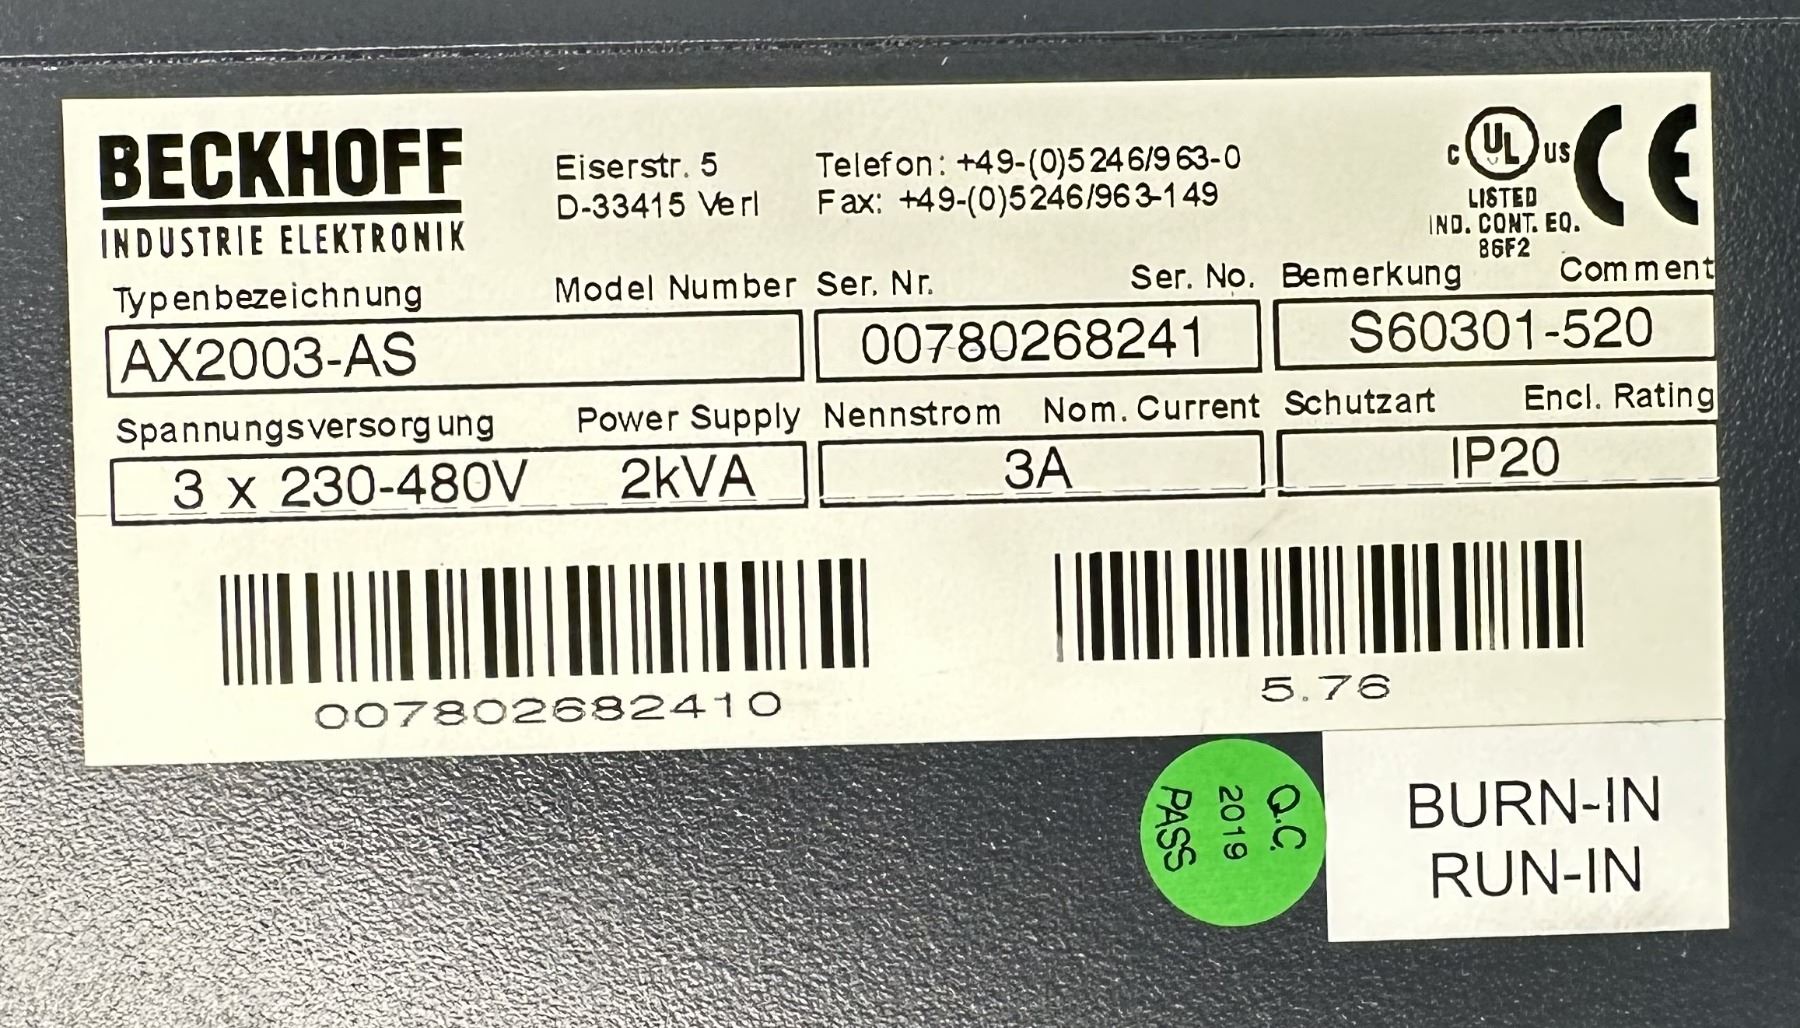 BECKHOFF
INDUSTRIE ELEKTRONIK
Eiserstr. 5
D-33415 Verl
Telefon: +49-(0)5246/963-0
Fax: +49-(0)5246/963-149
C UL US
LISTED
IND. CONT. EQ.
86F2
CE
Typenbezeichnung Model Number
AX2003-AS
Ser. Nr. Ser. No.
00780268241
Bemerkung Comment
S60301-520
Spannungsversorgung Power Supply
3 x 230-480V 2kVA
Nennstrom Nom. Current
3A
Schutzart Encl. Rating
IP20
007802682410
5.76
Q.C.
2019
PASS
BURN-IN
RUN-IN